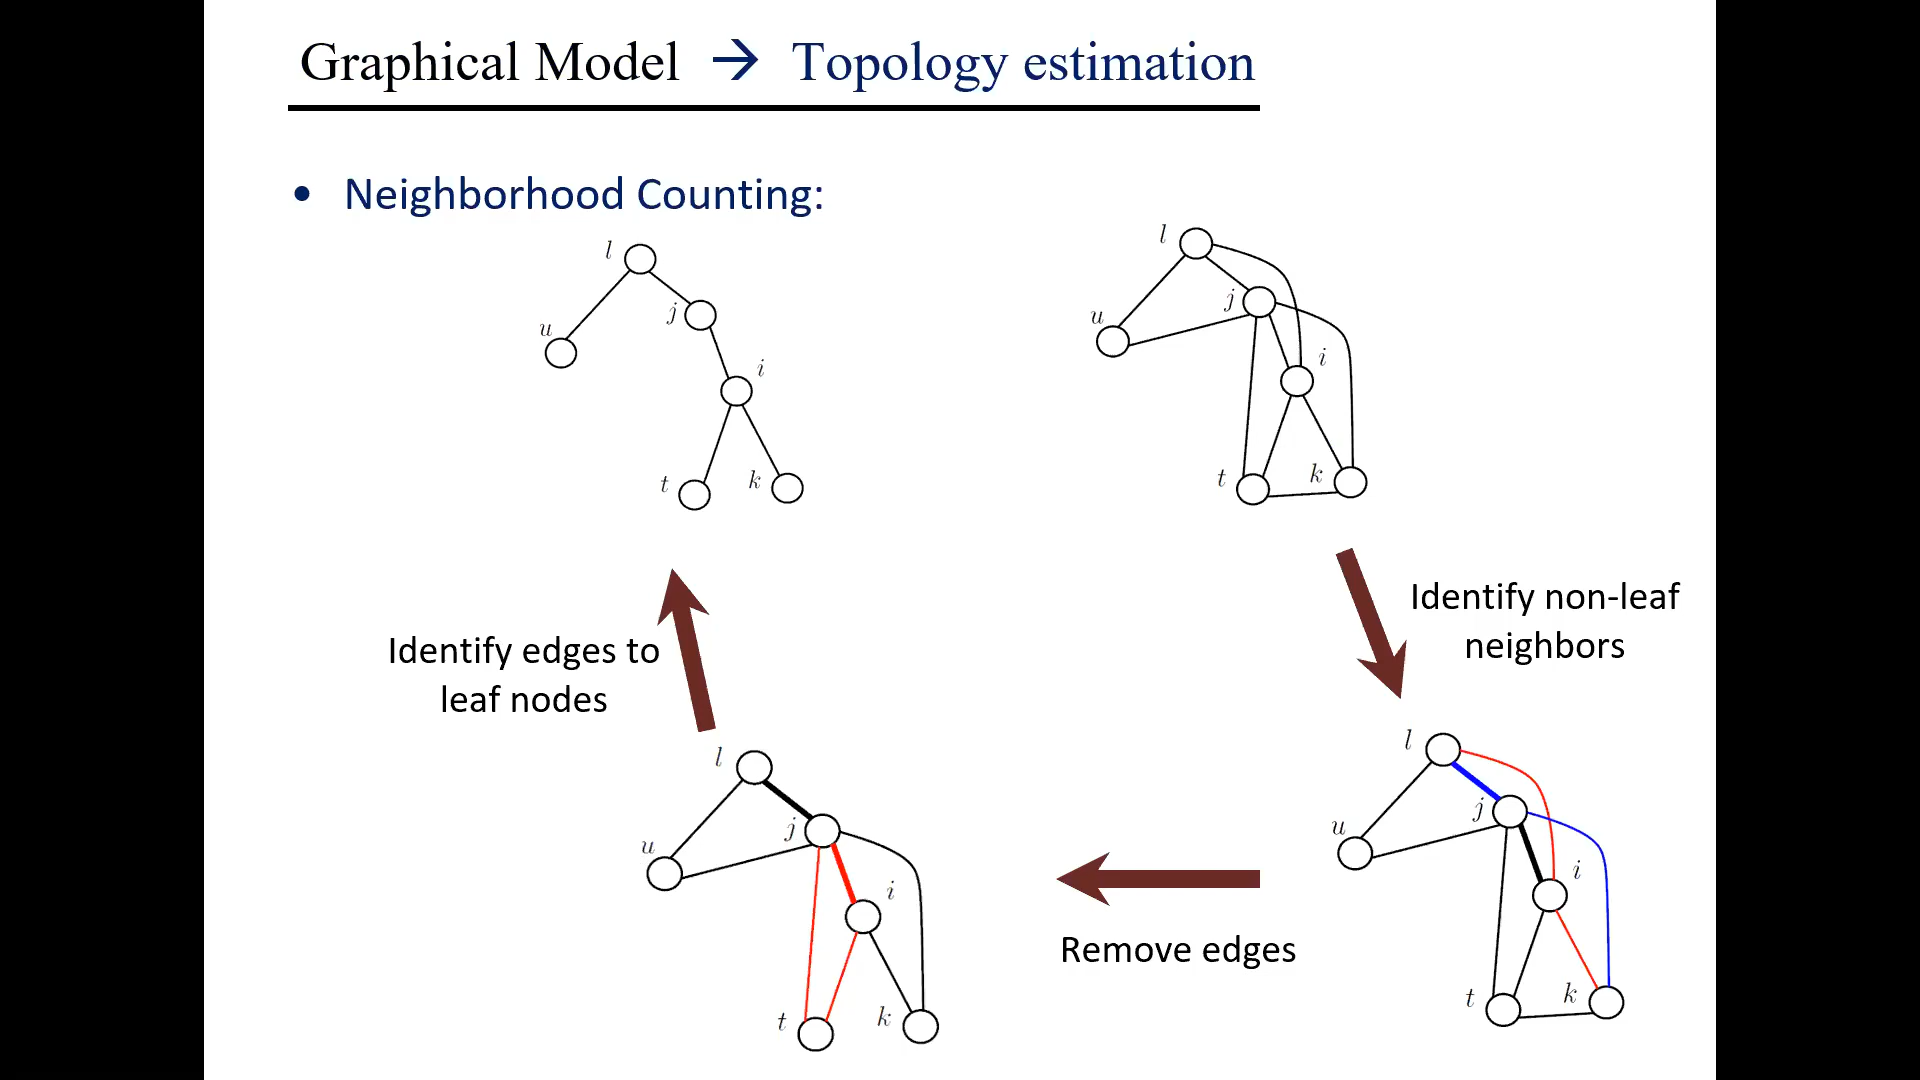 Graphical Model → Topology estimation
• Neighborhood Counting:
l
u
j
i
t
k
l
u
j
i
t
k
Identify non-leaf
neighbors
Identify edges to
leaf nodes
l
u
j
i
t
k
Remove edges
l
u
j
i
t
k